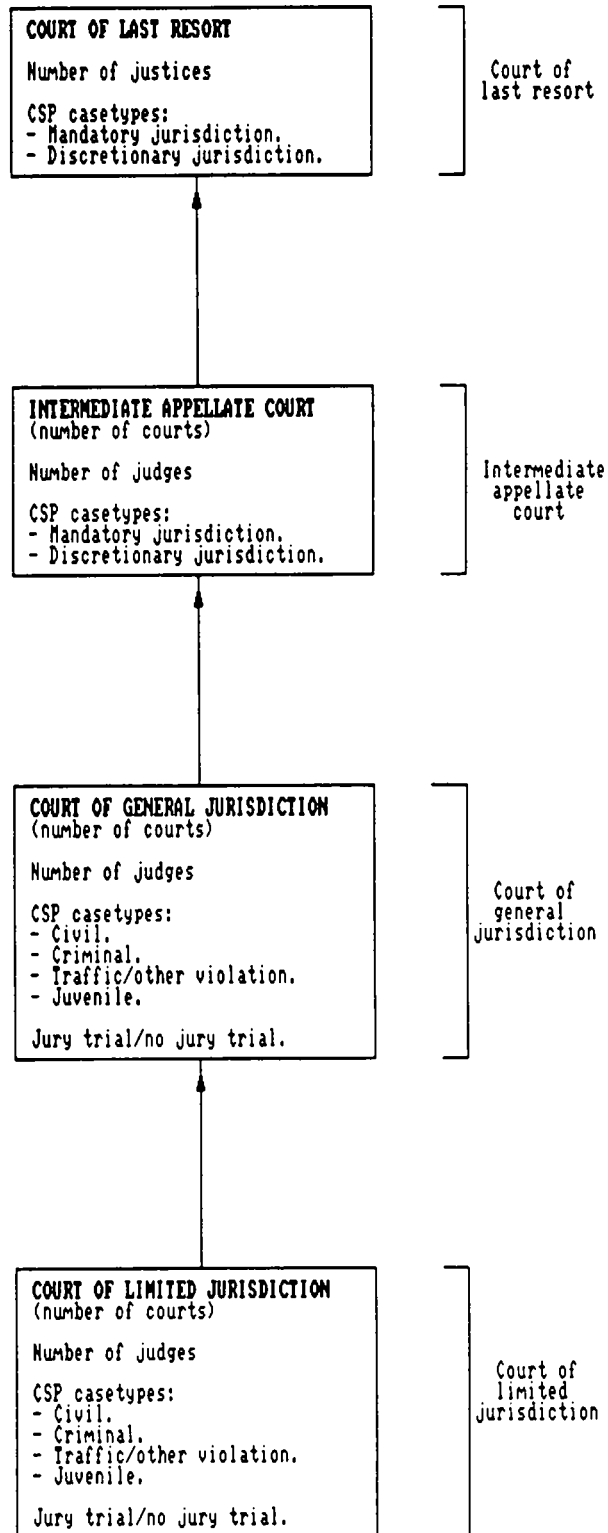 COURT OF LAST RESORT
Number of justices
CSP casetypes:
- Mandatory jurisdiction.
- Discretionary jurisdiction.
Court of
last resort
INTERMEDIATE APPELLATE COURT
(number of courts)
Number of judges
CSP casetypes:
- Mandatory jurisdiction.
- Discretionary jurisdiction.
Intermediate
appellate
court
COURT OF GENERAL JURISDICTION
(number of courts)
Number of judges
CSP casetypes:
- Civil.
- Criminal.
- Traffic/other violation.
- Juvenile.
Jury trial/no jury trial.
Court of
general
jurisdiction
COURT OF LIMITED JURISDICTION
(number of courts)
Number of judges
CSP casetypes:
- Civil.
- Criminal.
- Traffic/other violation.
- Juvenile.
Jury trial/no jury trial.
Court of
limited
jurisdiction